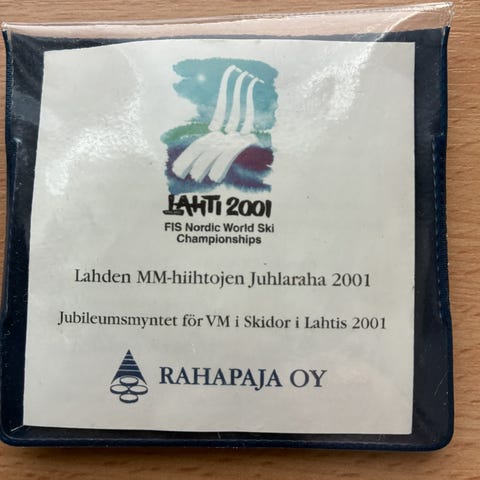 LAHTI 2001
FIS Nordic World Ski
Championships
Lahden MM-hiihtojen Juhlaraha 2001
Jubileumsmyntet för VM i Skidor i Lahtis 2001
RAHAPAJA OY